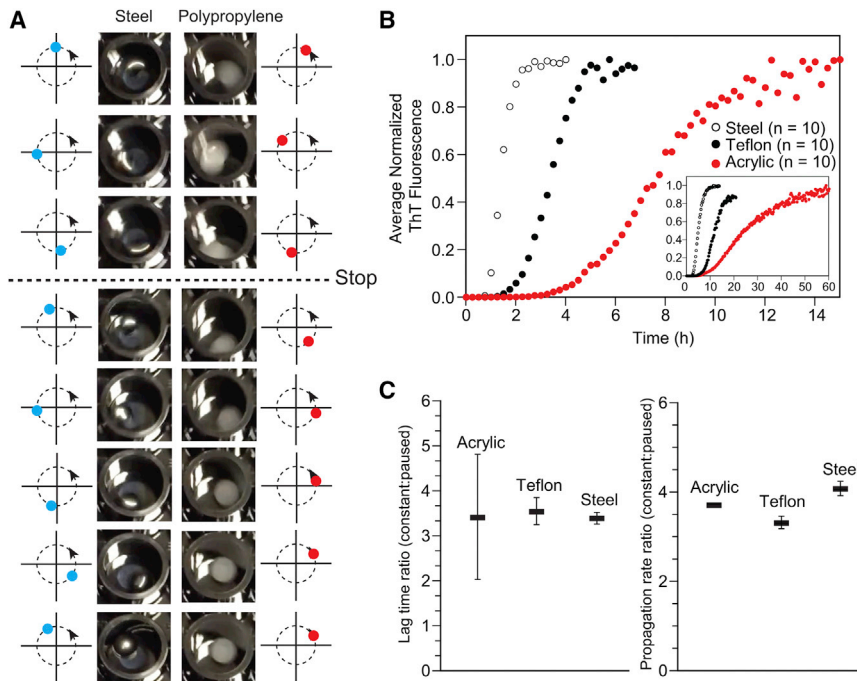 A
Steel Polypropylene
Stop
B
Average Normalized
ThT Fluorescence
1.0
0.8
0.6
0.4
0.2
0.0
0 2 4 6 8 10 12 14
Time (h)
Steel (n = 10)
Teflon (n = 10)
Acrylic (n = 10)
1.0
0.8
0.6
0.4
0.2
0.0
0 10 20 30 40 50 60
C
Lag time ratio (constant:paused)
6
5
4
3
2
1
0
Acrylic
Teflon
Steel
Propagation rate ratio (constant:paused)
6
5
4
3
2
1
0
Acrylic
Teflon
Stee